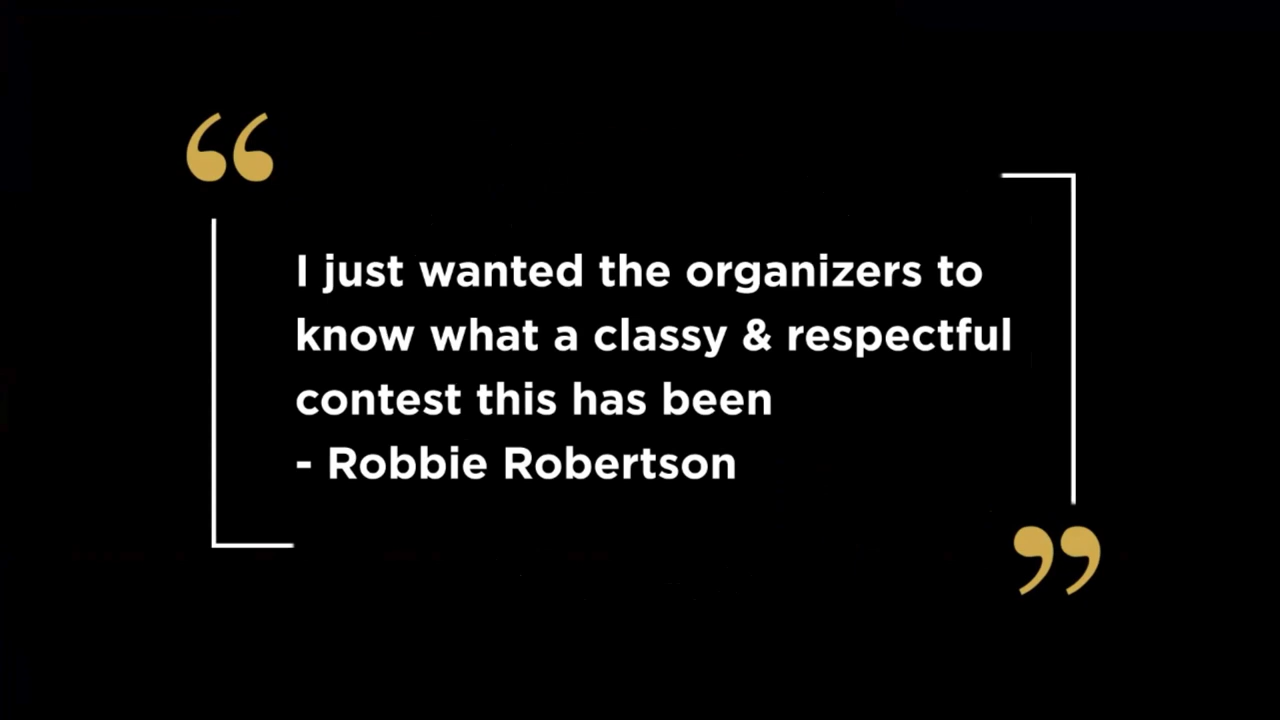 “
I just wanted the organizers to
know what a classy & respectful
contest this has been
- Robbie Robertson
”